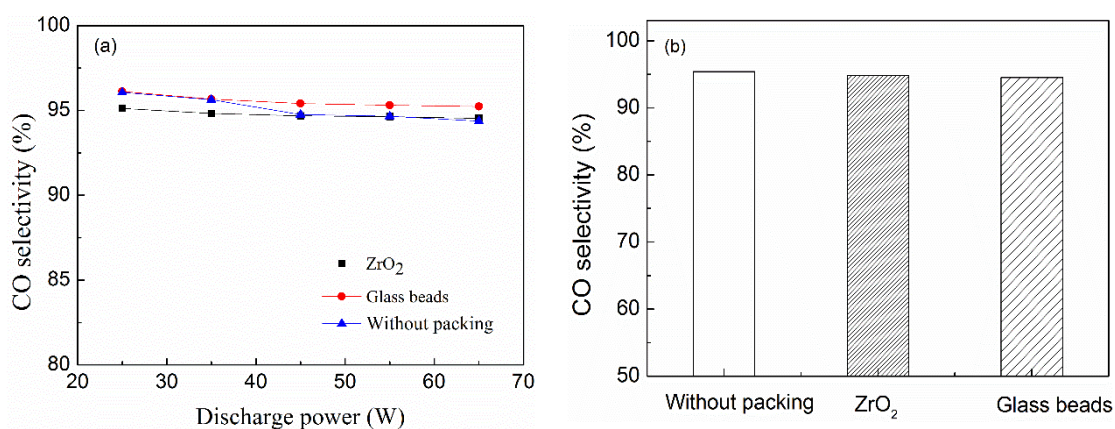 (a)
CO selectivity (%)
100
95
90
85
80
20 30 40 50 60 70
Discharge power (W)
ZrO₂
Glass beads
Without packing
(b)
CO selectivity (%)
100
90
80
70
60
50
Without packing ZrO₂ Glass beads